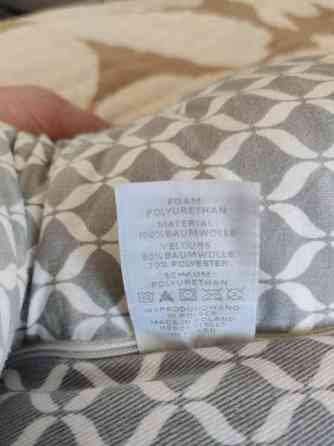 FOAM:
POLYURETHAN
MATERIAL:
100% BAUMWOLLE
VELOURS:
80% BAUMWOLLE
20% POLYESTER
SCHAUM:
POLYURETHAN
MADE IN POLAND